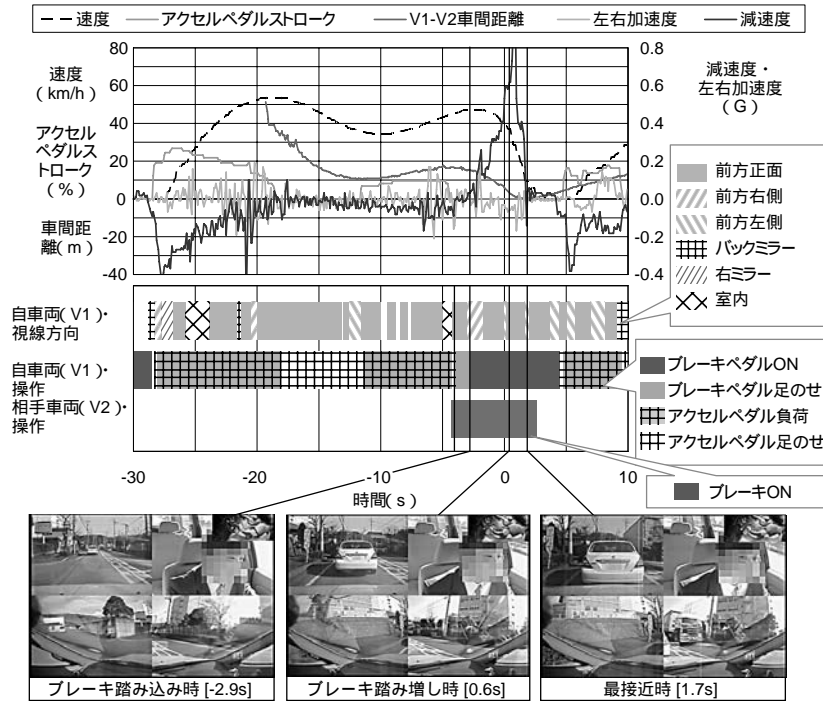 速度 アクセルペダルストローク V1-V2車間距離 左右加速度 減速度
速度
( km/h )
アクセル
ペダルス
トローク
( % )
車間距
離( m )
80
60
40
20
0
-20
-40
0.8
0.6
0.4
0.2
0.0
0.2
0.4
減速度・
左右加速度
( G )
前方正面
前方右側
前方左側
バックミラー
右ミラー
室内
自車両( V1 )・
視線方向
自車両( V1 )・
操作
相手車両( V2 )・
操作
ブレーキペダルON
ブレーキペダル足のせ
アクセルペダル負荷
アクセルペダル足のせ
ブレーキON
-30 -20 -10 0 10
時間( s )
ブレーキ踏み込み時 [-2.9s]
ブレーキ踏み増し時 [0.6s]
最接近時 [1.7s]